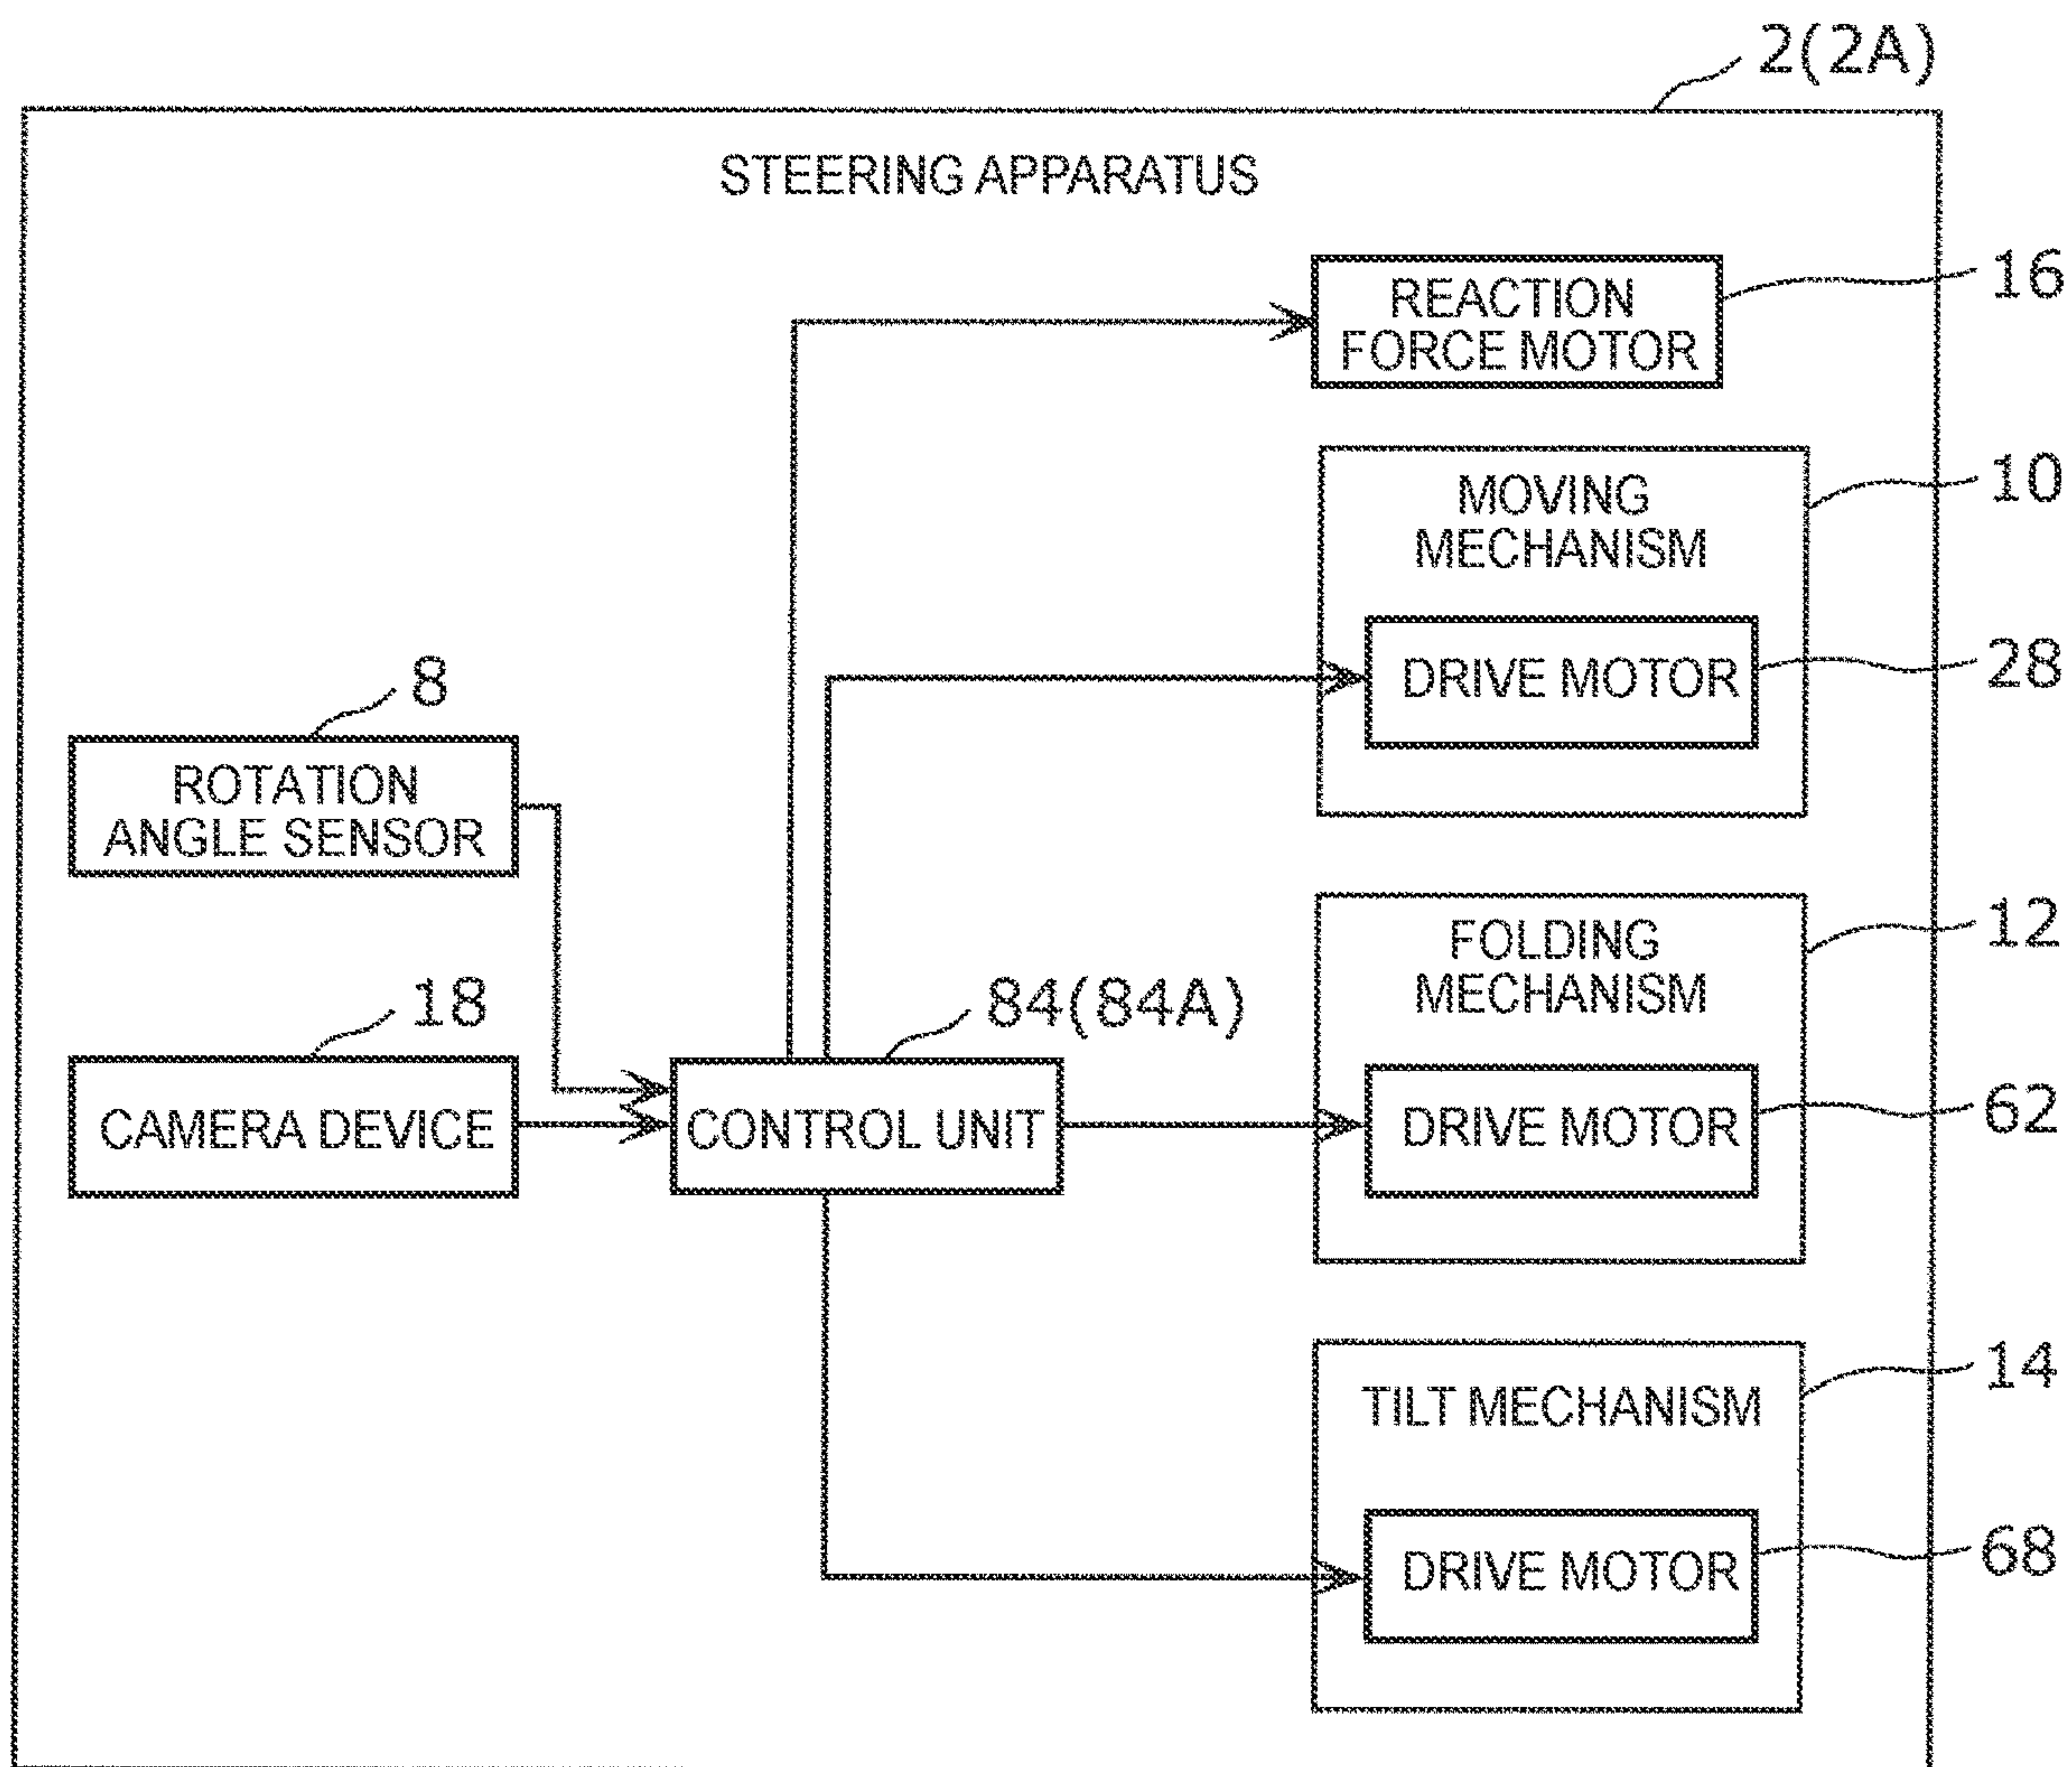 2(2A)
STEERING APPARATUS
16
REACTION
FORCE MOTOR
10
MOVING
MECHANISM
28
DRIVE MOTOR
8
ROTATION
ANGLE SENSOR
12
FOLDING
MECHANISM
18
84(84A)
62
CAMERA DEVICE
CONTROL UNIT
DRIVE MOTOR
14
TILT MECHANISM
68
DRIVE MOTOR